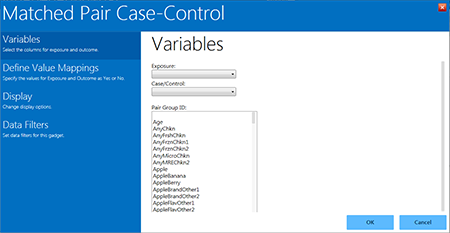 Matched Pair Case-Control
Variables
Select the columns for exposure and outcome.
Define Value Mappings
Specify the values for Exposure and Outcome as Yes or No.
Display
Change display options.
Data Filters
Set data filters for this gadget.
Variables
Exposure:
Case/Control:
Pair Group ID:
Age
AnyChkn
AnyFrshChkn
AnyFrznChkn1
AnyFrznChkn2
AnyMicroChkn
AnyMREChkn2
Apple
AppleBanana
AppleBerry
AppleBrandOther1
AppleBrandOther2
AppleFlavOther1
AppleFlavOther2
OK
Cancel